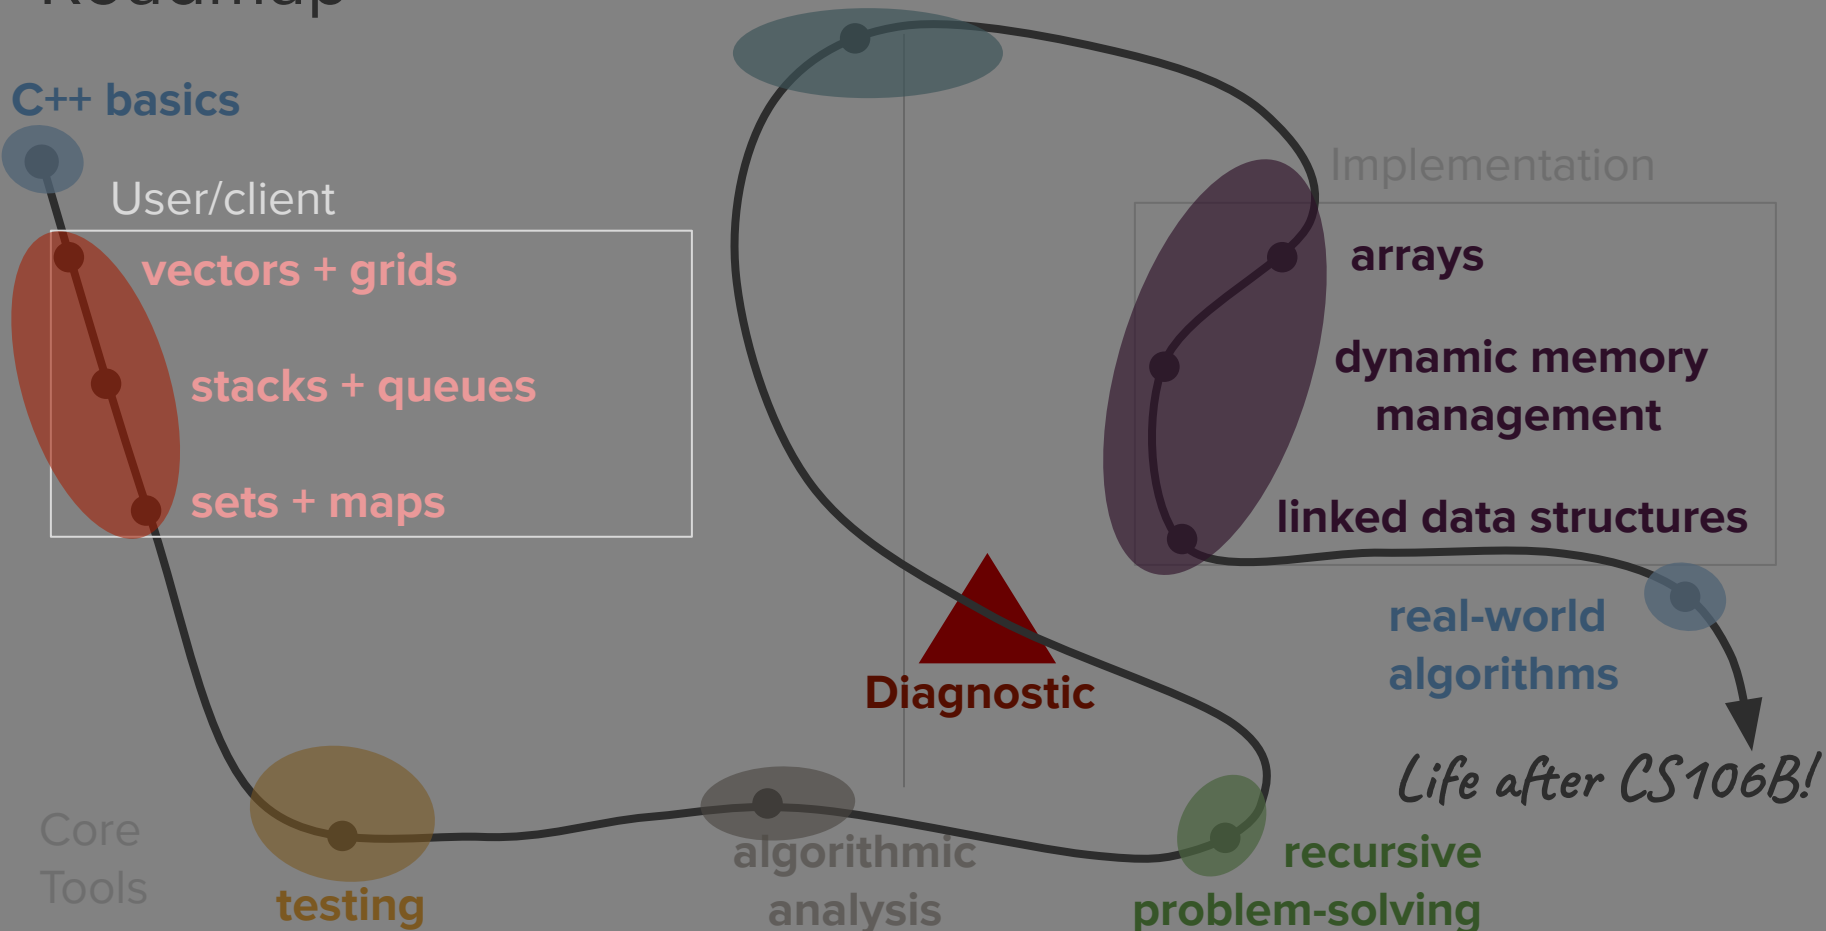 Roadmap
C++ basics
User/client
vectors + grids
stacks + queues
sets + maps
Implementation
arrays
dynamic memory
management
linked data structures
real-world
algorithms
Diagnostic
Life after CS106B!
Core
Tools
testing
algorithmic
analysis
recursive
problem-solving